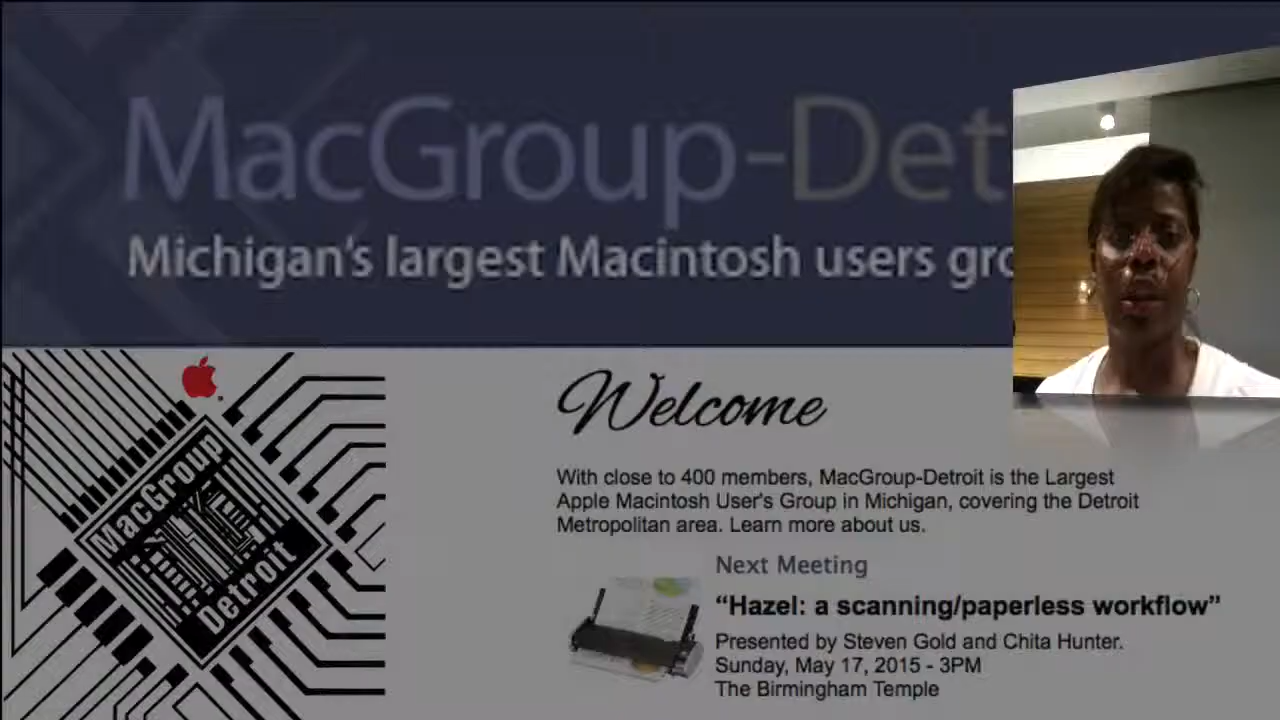 MacGroup-Det
Michigan's largest Macintosh users gro
MacGroup
Detroit
Welcome
With close to 400 members, MacGroup-Detroit is the Largest
Apple Macintosh User's Group in Michigan, covering the Detroit
Metropolitan area. Learn more about us.
Next Meeting
“Hazel: a scanning/paperless workflow”
Presented by Steven Gold and Chita Hunter.
Sunday, May 17, 2015 - 3PM
The Birmingham Temple